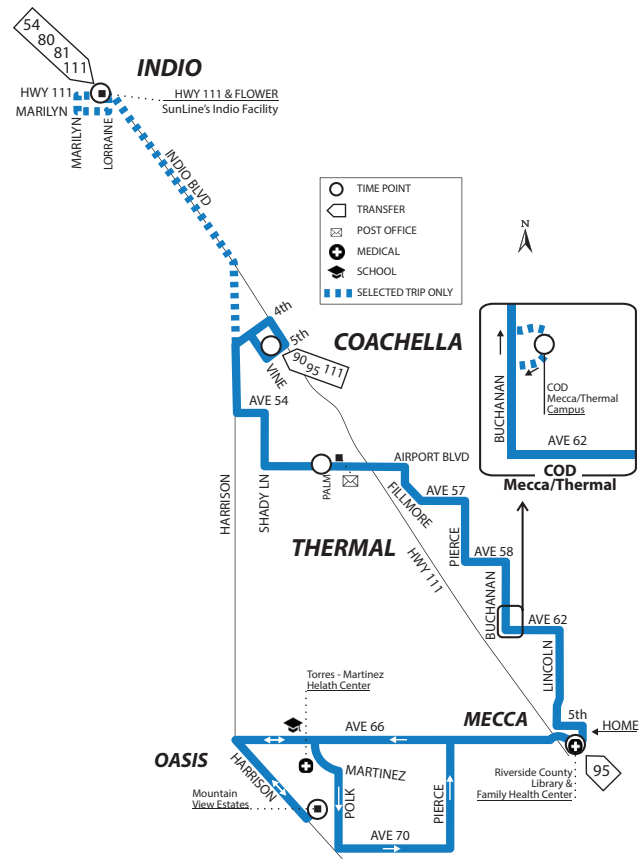 54
80
81
111
INDIO
HWY 111
HWY 111 & FLOWER
SunLine's Indio Facility
MARILYN
MARILYN
LORRAINE
INDIO BLVD
TIME POINT
TRANSFER
POST OFFICE
MEDICAL
SCHOOL
SELECTED TRIP ONLY
N
4th
5th
COACHELLA
VINE
90
95
111
BUCHANAN
COD
Mecca/Thermal
Campus
AVE 62
COD
Mecca/Thermal
AVE 54
HARRISON
SHADY LN
PALM
AIRPORT BLVD
FILLMORE
AVE 57
THERMAL
HWY 111
PIERCE
AVE 58
BUCHANAN
AVE 62
LINCOLN
Torres - Martinez
Helath Center
MECCA
5th
HOME
AVE 66
OASIS
HARRISON
MARTINEZ
Riverside County
Library &
Family Health Center
95
Mountain
View Estates
POLK
PIERCE
AVE 70